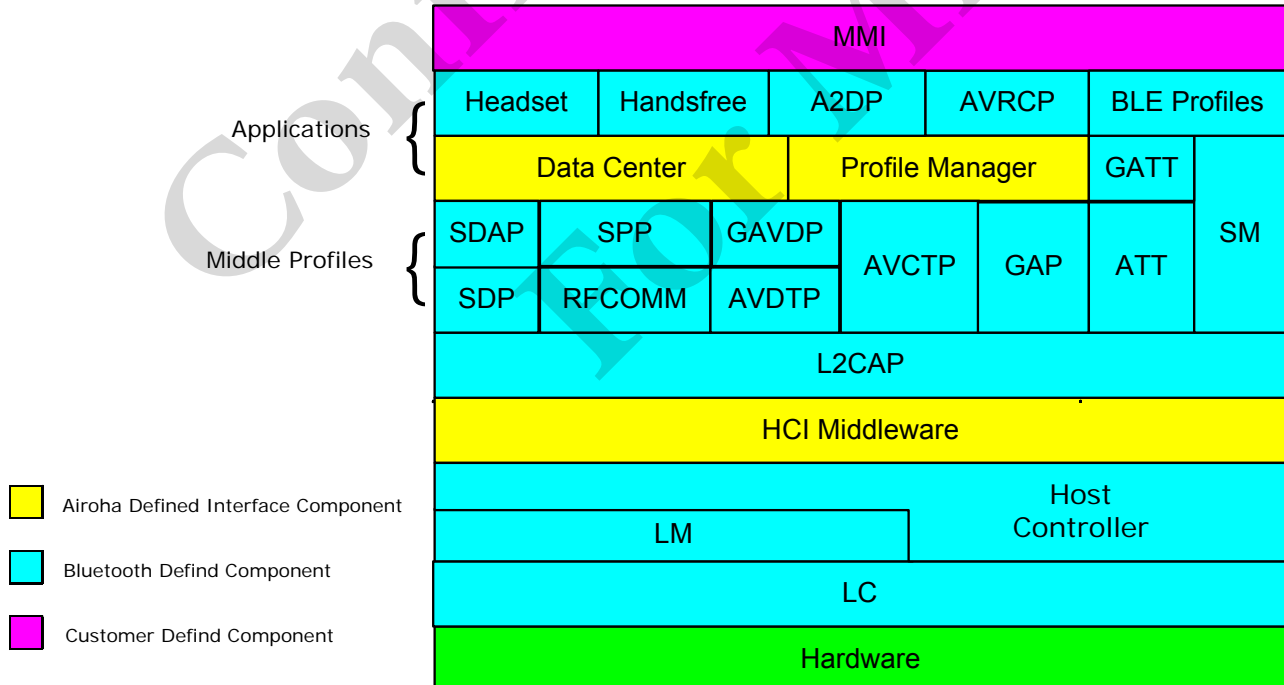 MMI
Headset Handsfree A2DP AVRCP BLE Profiles
Applications
Data Center Profile Manager GATT
SDAP SPP GAVDP
Middle Profiles
AVCTP GAP ATT SM
SDP RFCOMM AVDTP
L2CAP
HCI Middleware
Host
Controller
LM
LC
Hardware
Airoha Defined Interface Component
Bluetooth Defind Component
Customer Defind Component
For